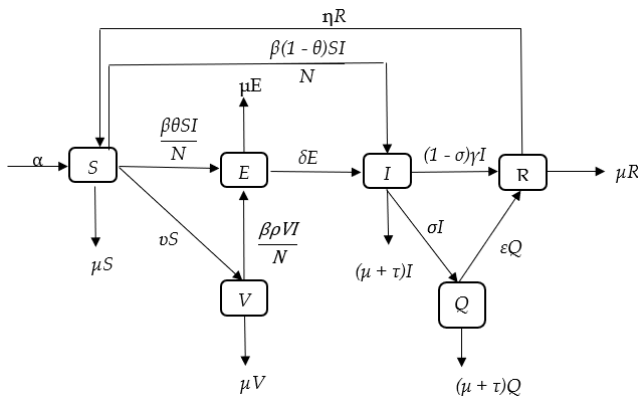 ηR
β(1 - θ)SI
N
μE
α
S
βθSI
N
E
δE
I
(1 - σ)γI
R
μR
μS
υS
βρVI
N
σI
εQ
(μ + τ)I
V
Q
μV
(μ + τ)Q